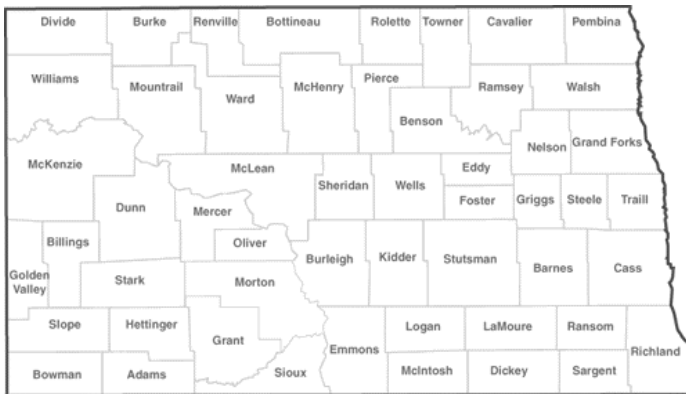 Divide
Burke
Renville
Bottineau
Rolette
Towner
Cavalier
Pembina
Williams
Mountrail
Ward
McHenry
Pierce
Benson
Ramsey
Walsh
McKenzie
Dunn
McLean
Mercer
Oliver
Sheridan
Wells
Eddy
Foster
Nelson
Grand Forks
Griggs
Steele
Traill
Golden
Valley
Billings
Stark
Morton
Burleigh
Kidder
Stutsman
Barnes
Cass
Slope
Hettinger
Grant
Emmons
Logan
LaMoure
Ransom
Richland
Bowman
Adams
Sioux
McIntosh
Dickey
Sargent